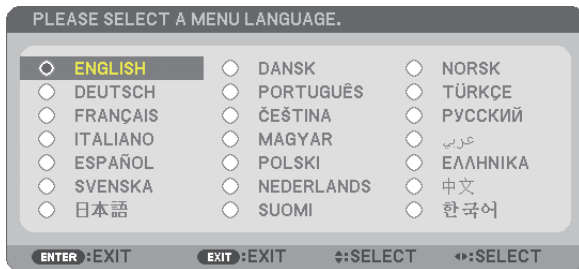 PLEASE SELECT A MENU LANGUAGE.
ENGLISH DANSK NORSK
DEUTSCH PORTUGUÊS TÜRKÇE
FRANÇAIS ČEŠTINA РУССКИЙ
ITALIANO MAGYAR عربي
ESPAÑOL POLSKI ΕΛΛΗΝΙΚΑ
SVENSKA NEDERLANDS 中文
日本語 SUOMI 한국어
ENTER :EXIT EXIT :EXIT :SELECT :SELECT